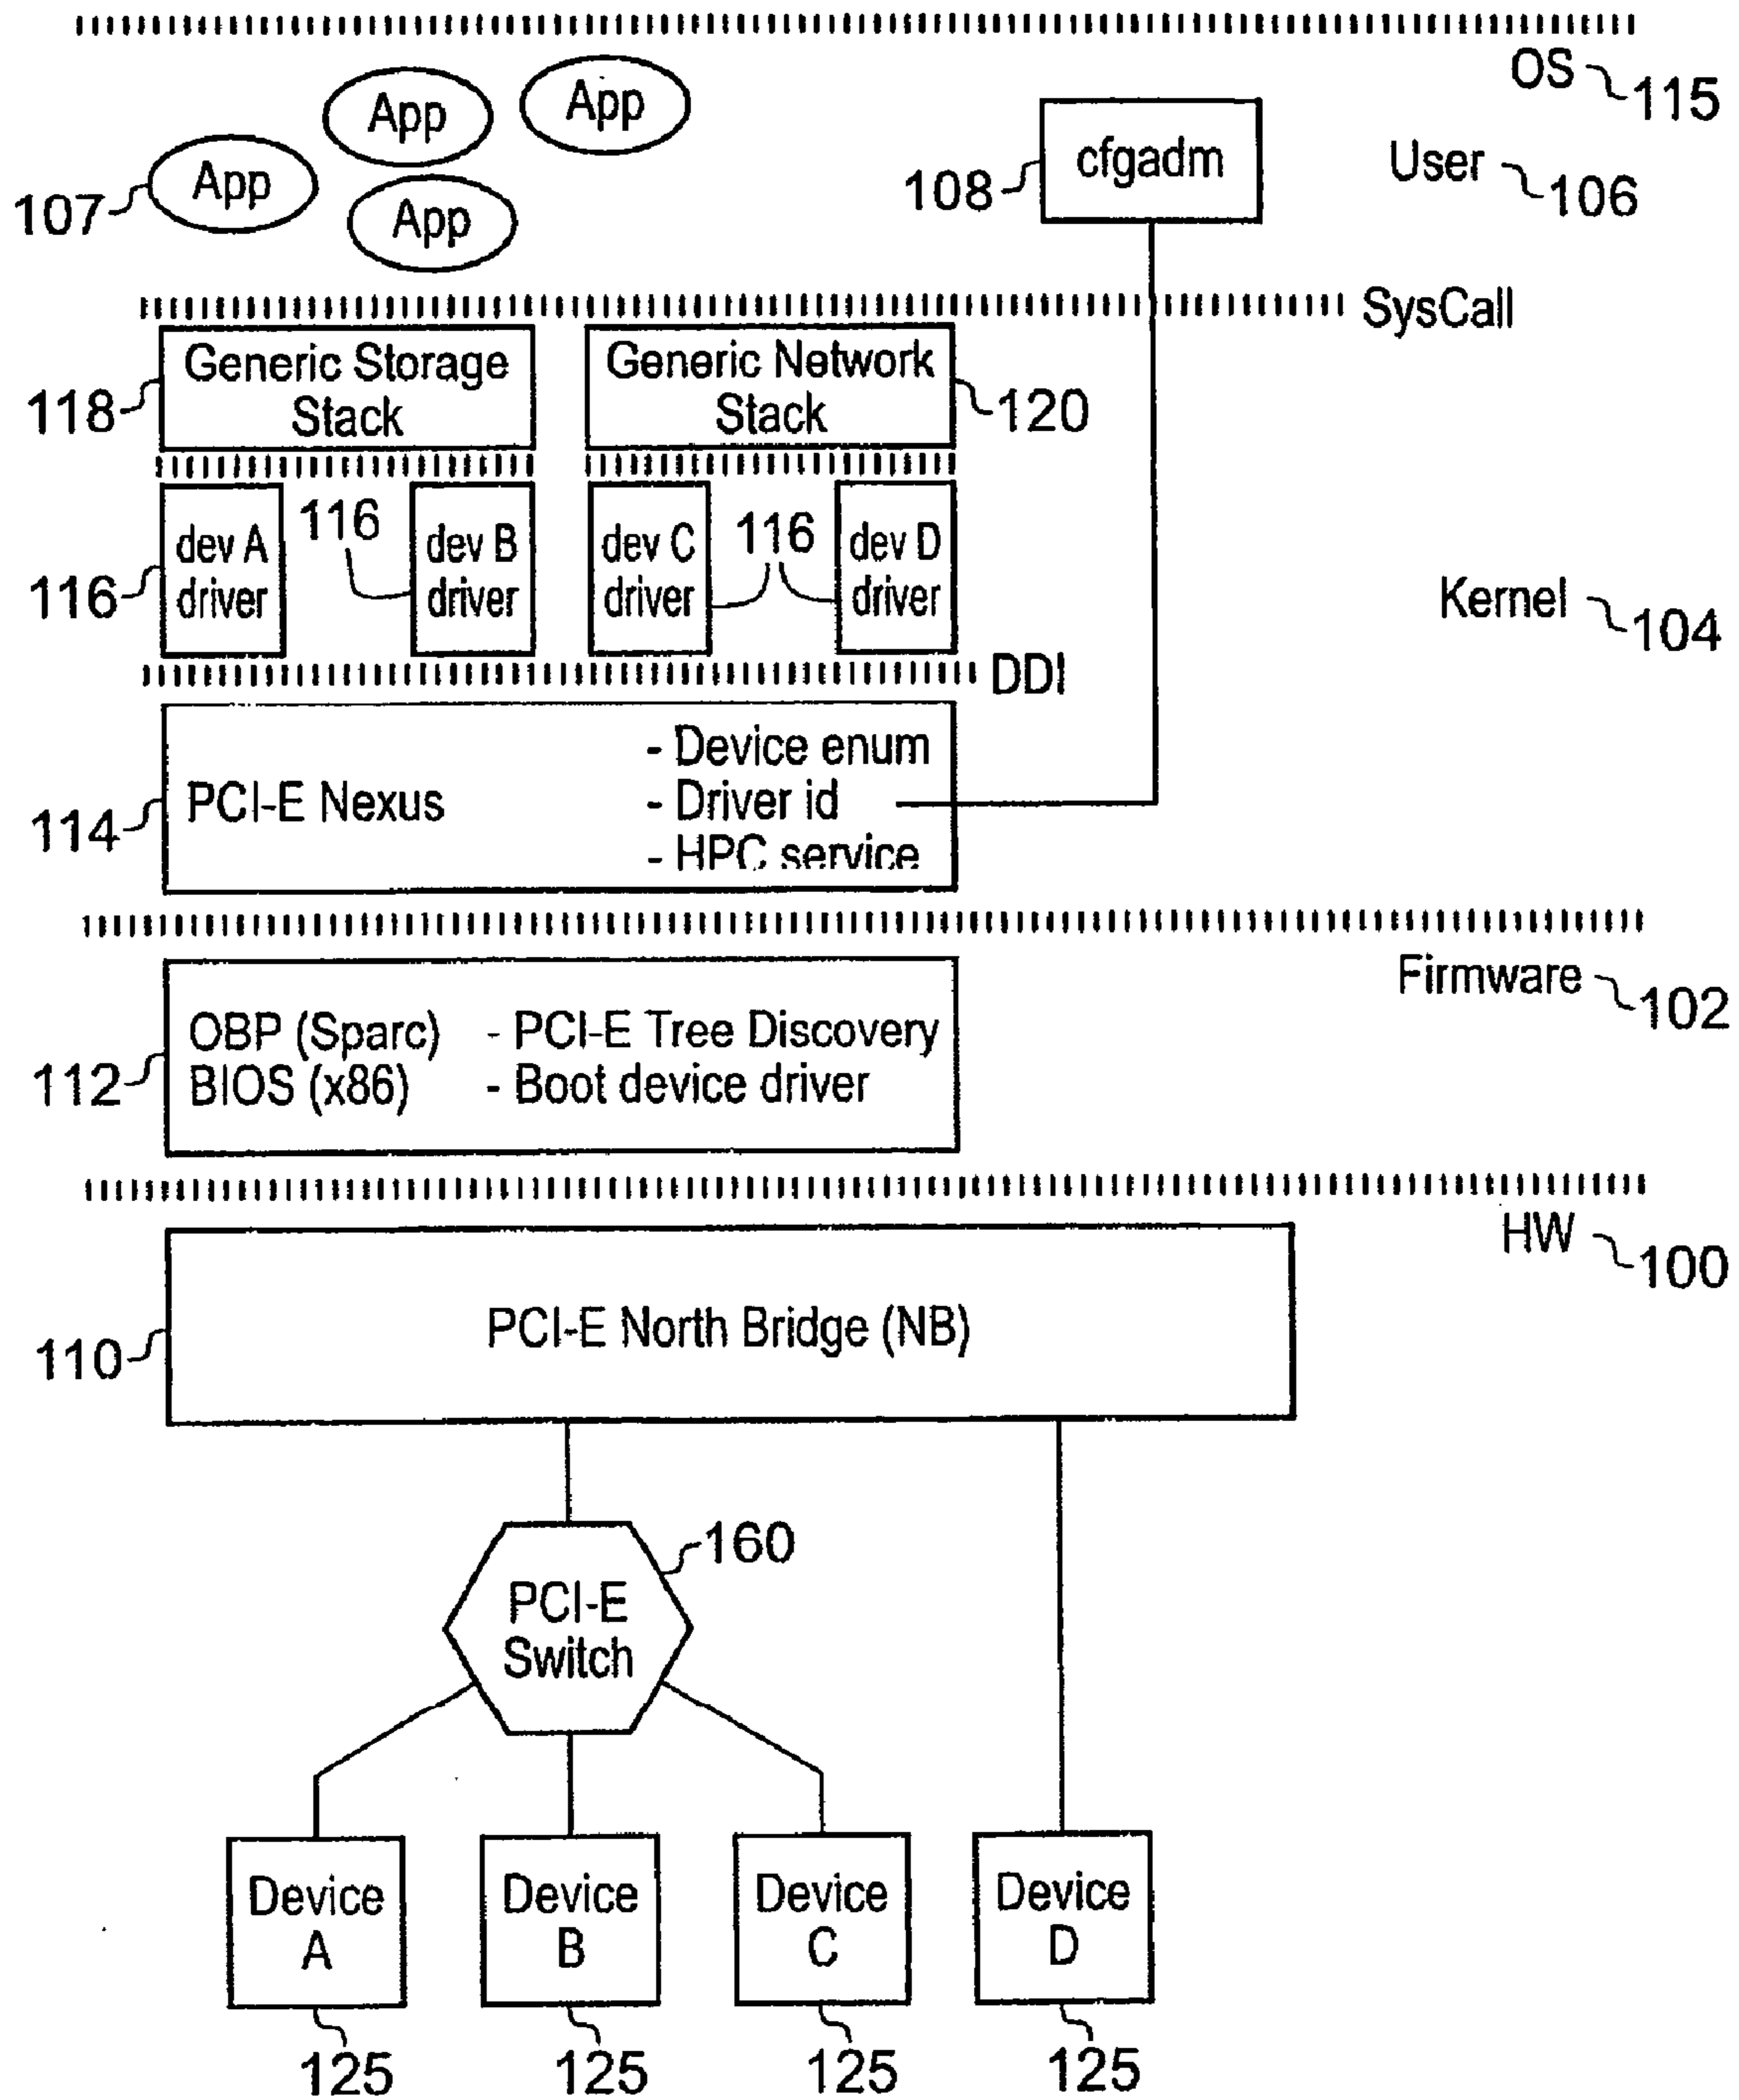 OS 115
App
App
App
107 App
108 cfgadm
User 106
SysCall
118 Generic Storage
Stack
Generic Network
Stack 120
116 dev A
driver
116 dev B
driver
dev C
driver 116
dev D
driver
Kernel 104
DDI
114 PCI-E Nexus
- Device enum
- Driver id
- HPC service
Firmware 102
112 OBP (Sparc) - PCI-E Tree Discovery
BIOS (x86) - Boot device driver
HW 100
110 PCI-E North Bridge (NB)
160
PCI-E
Switch
Device
A
Device
B
Device
C
Device
D
125 125 125 125